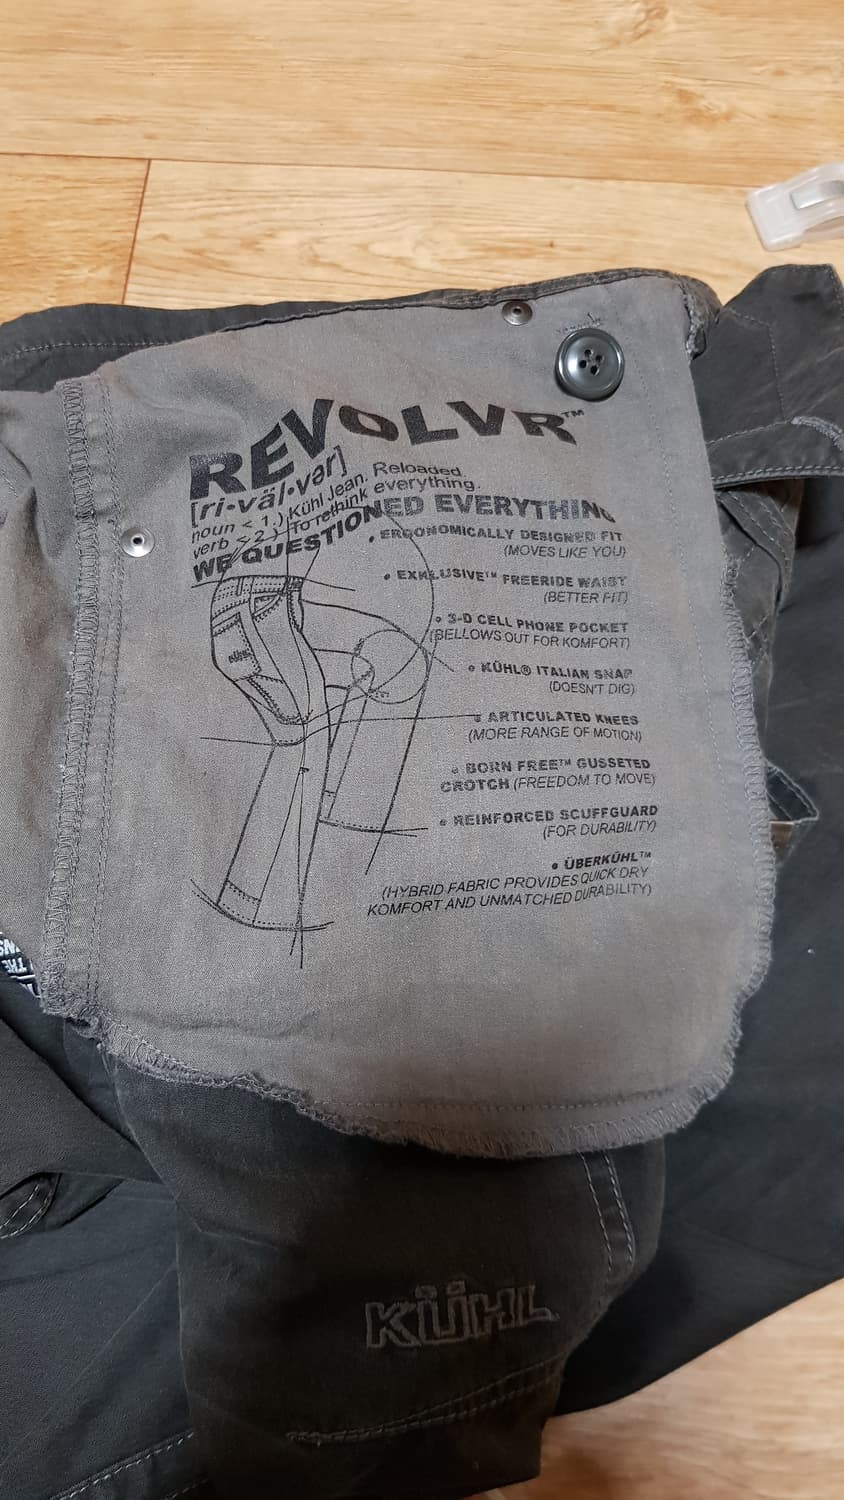 REVOLVR™
[ri•väl•vər]
noun < 1.) Kühl Jean. Reloaded.
verb < 2.) To rethink everything.
WE QUESTIONED EVERYTHING
• ERGONOMICALLY DESIGNED FIT
(MOVES LIKE YOU)
• EXKLUSIVE™ FREERIDE WAIST
(BETTER FIT)
• 3-D CELL PHONE POCKET
(BELLOWS OUT FOR KOMFORT)
• KÜHL® ITALIAN SNAP
(DOESN'T DIG)
• ARTICULATED KNEES
(MORE RANGE OF MOTION)
• BORN FREE™ GUSSETED
CROTCH (FREEDOM TO MOVE)
• REINFORCED SCUFFGUARD
(FOR DURABILITY)
• ÜBERKÜHL™
(HYBRID FABRIC PROVIDES QUICK DRY
KOMFORT AND UNMATCHED DURABILITY)
THE
KÜHL